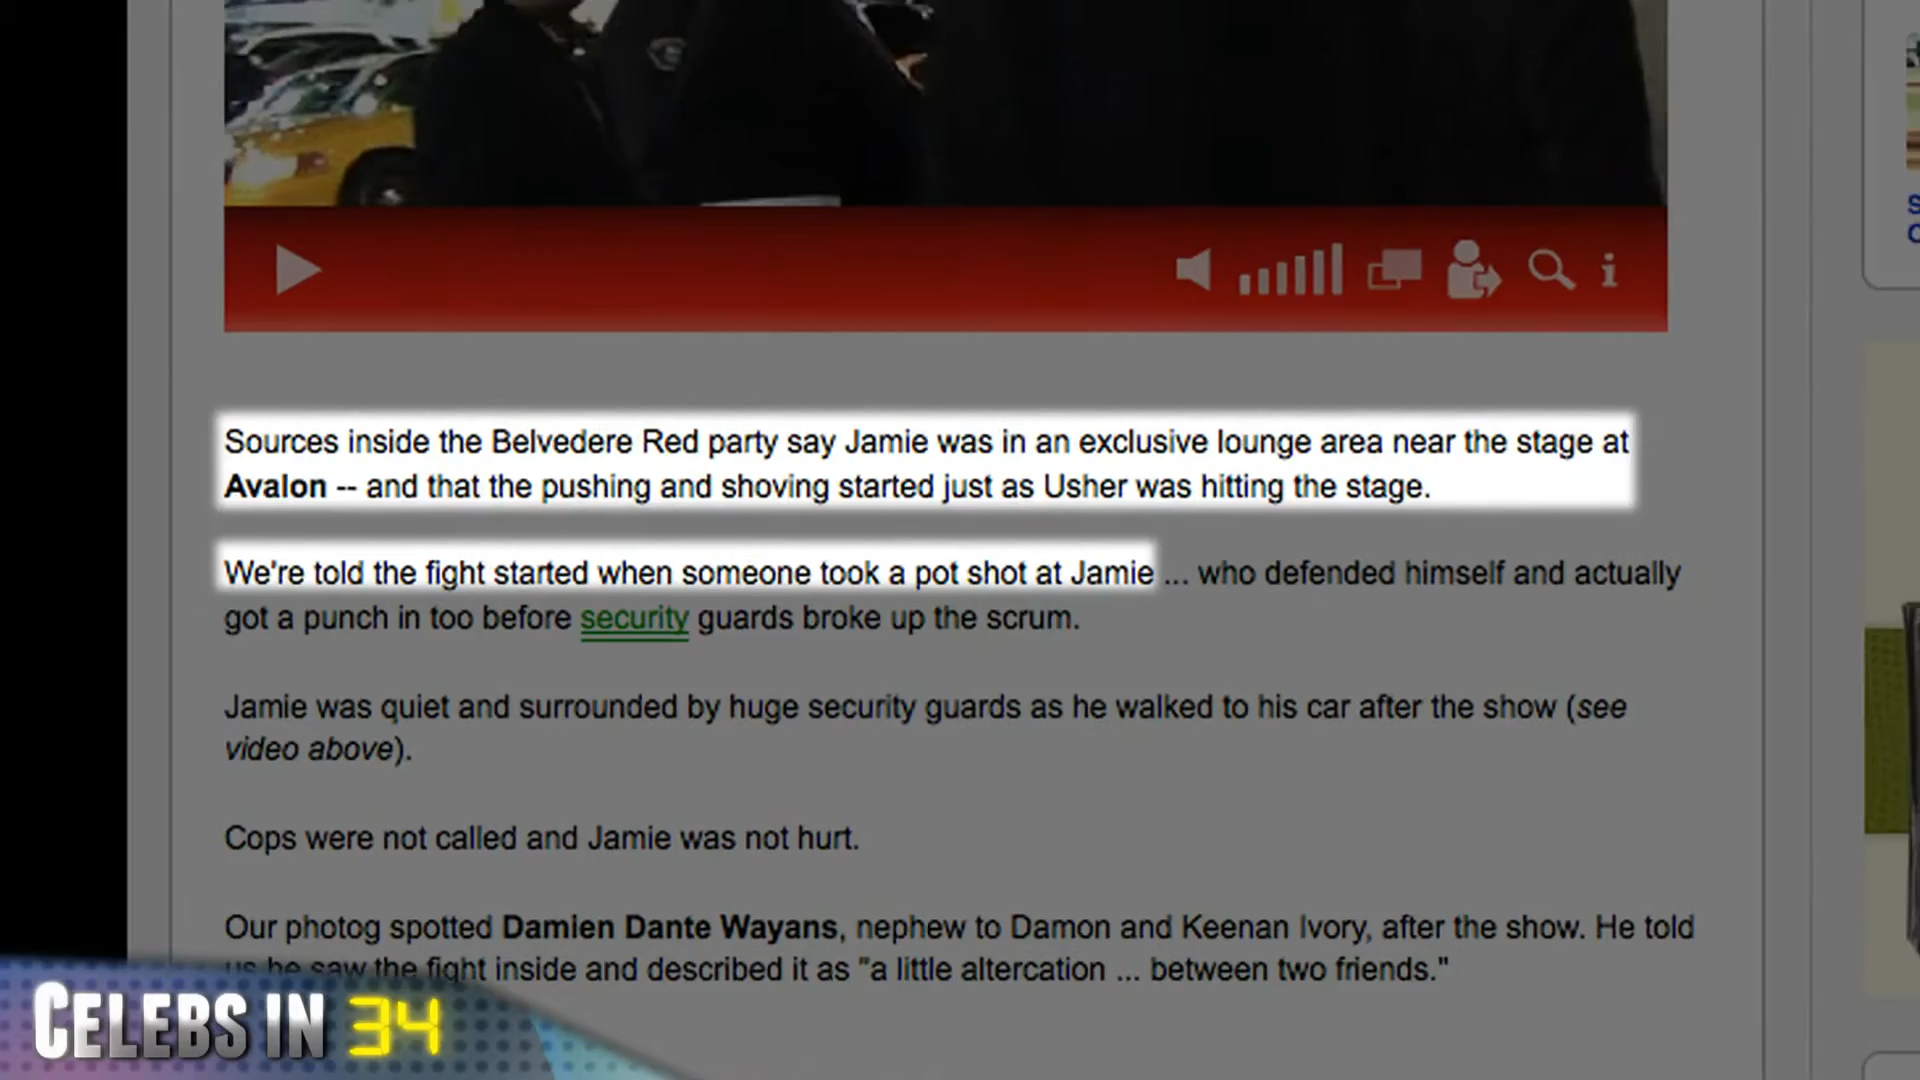 Sources inside the Belvedere Red party say Jamie was in an exclusive lounge area near the stage at
Avalon -- and that the pushing and shoving started just as Usher was hitting the stage.
We're told the fight started when someone took a pot shot at Jamie ... who defended himself and actually
got a punch in too before security guards broke up the scrum.
Jamie was quiet and surrounded by huge security guards as he walked to his car after the show (see
video above).
Cops were not called and Jamie was not hurt.
Our photog spotted Damien Dante Wayans, nephew to Damon and Keenan Ivory, after the show. He told
us he saw the fight inside and described it as "a little altercation ... between two friends."
CELEBS IN 34